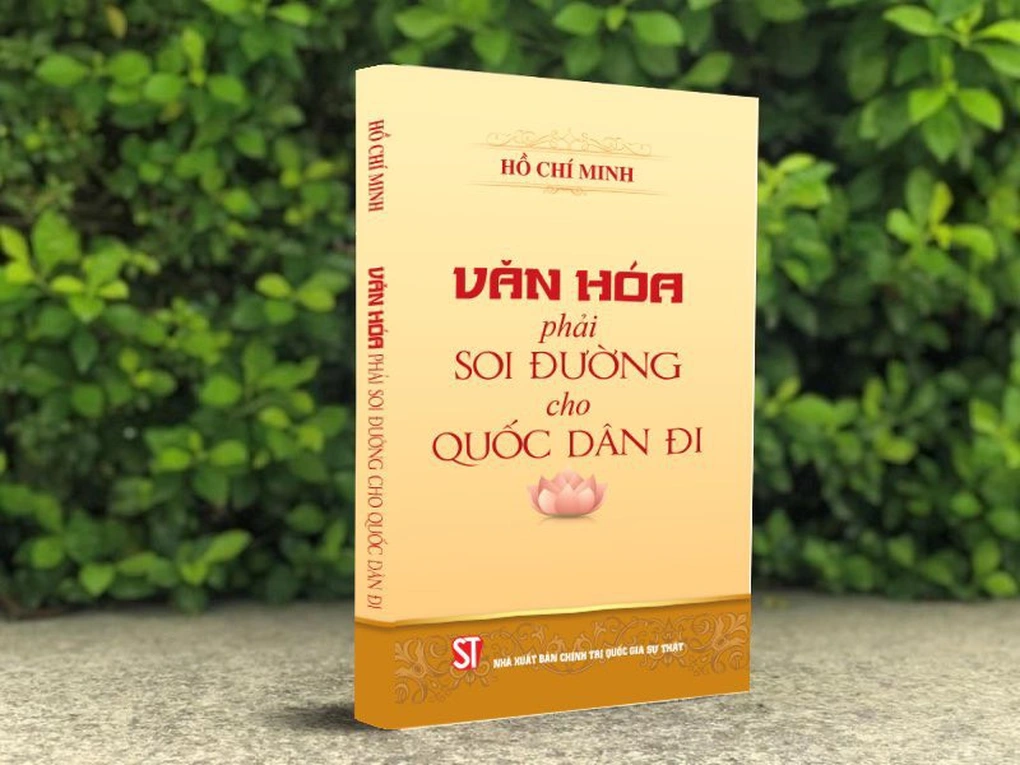 HỒ CHÍ MINH
VĂN HÓA PHẢI SOI ĐƯỜNG CHO QUỐC DÂN ĐI
HỒ CHÍ MINH
VĂN HÓA
phải
SOI ĐƯỜNG
cho
QUỐC DÂN ĐI
ST
NHÀ XUẤT BẢN CHÍNH TRỊ QUỐC GIA SỰ THẬT